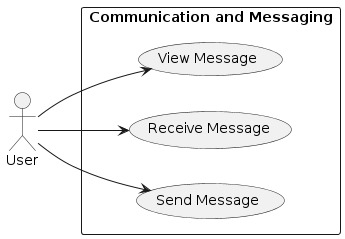 Communication and Messaging
View Message
Receive Message
User
Send Message